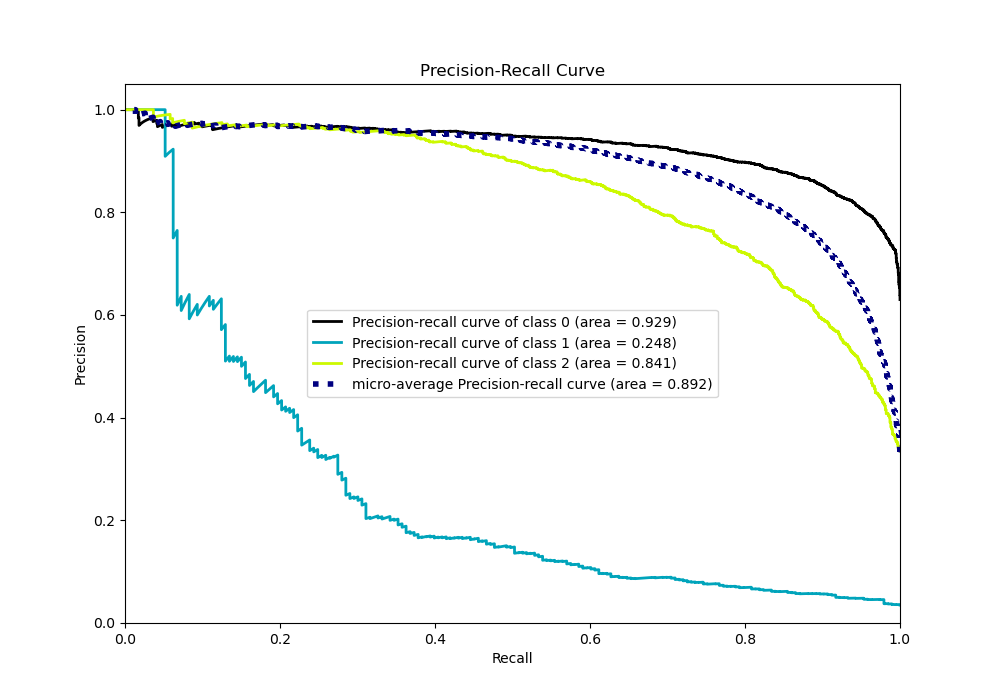 Precision-Recall Curve
1.0
0.8
0.6
0.4
0.2
0.0
Precision
Precision-recall curve of class 0 (area = 0.929)
Precision-recall curve of class 1 (area = 0.248)
Precision-recall curve of class 2 (area = 0.841)
micro-average Precision-recall curve (area = 0.892)
0.0
0.2
0.4
0.6
0.8
1.0
Recall